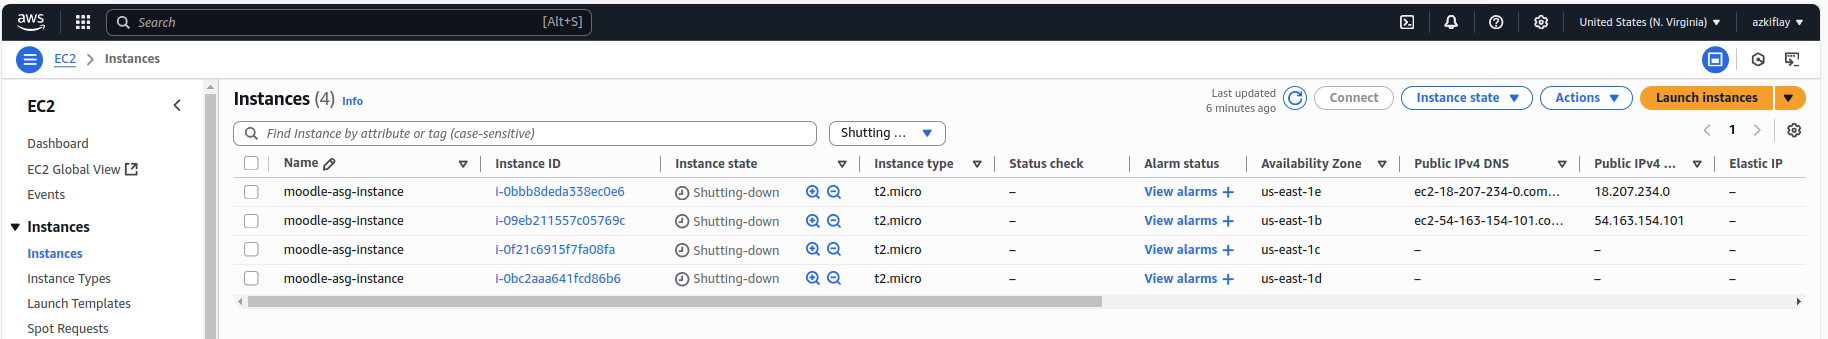 aws Search [Alt+S] United States (N. Virginia) azkiflay
EC2 > Instances
EC2
Dashboard
EC2 Global View
Events
Instances
Instances
Instance Types
Launch Templates
Spot Requests
Instances (4) Info
Last updated
6 minutes ago
Connect Instance state Actions Launch instances
Find Instance by attribute or tag (case-sensitive) Shutting ... 1
Name Instance ID Instance state Instance type Status check Alarm status Availability Zone Public IPv4 DNS Public IPv4 ... Elastic IP
moodle-asg-instance i-0bbb8deda338ec0e6 Shutting-down t2.micro – View alarms + us-east-1e ec2-18-207-234-0.com... 18.207.234.0 –
moodle-asg-instance i-09eb211557c05769c Shutting-down t2.micro – View alarms + us-east-1b ec2-54-163-154-101.co... 54.163.154.101 –
moodle-asg-instance i-0f21c6915f7fa08fa Shutting-down t2.micro – View alarms + us-east-1c – – –
moodle-asg-instance i-0bc2aaa641fcd86b6 Shutting-down t2.micro – View alarms + us-east-1d – – –